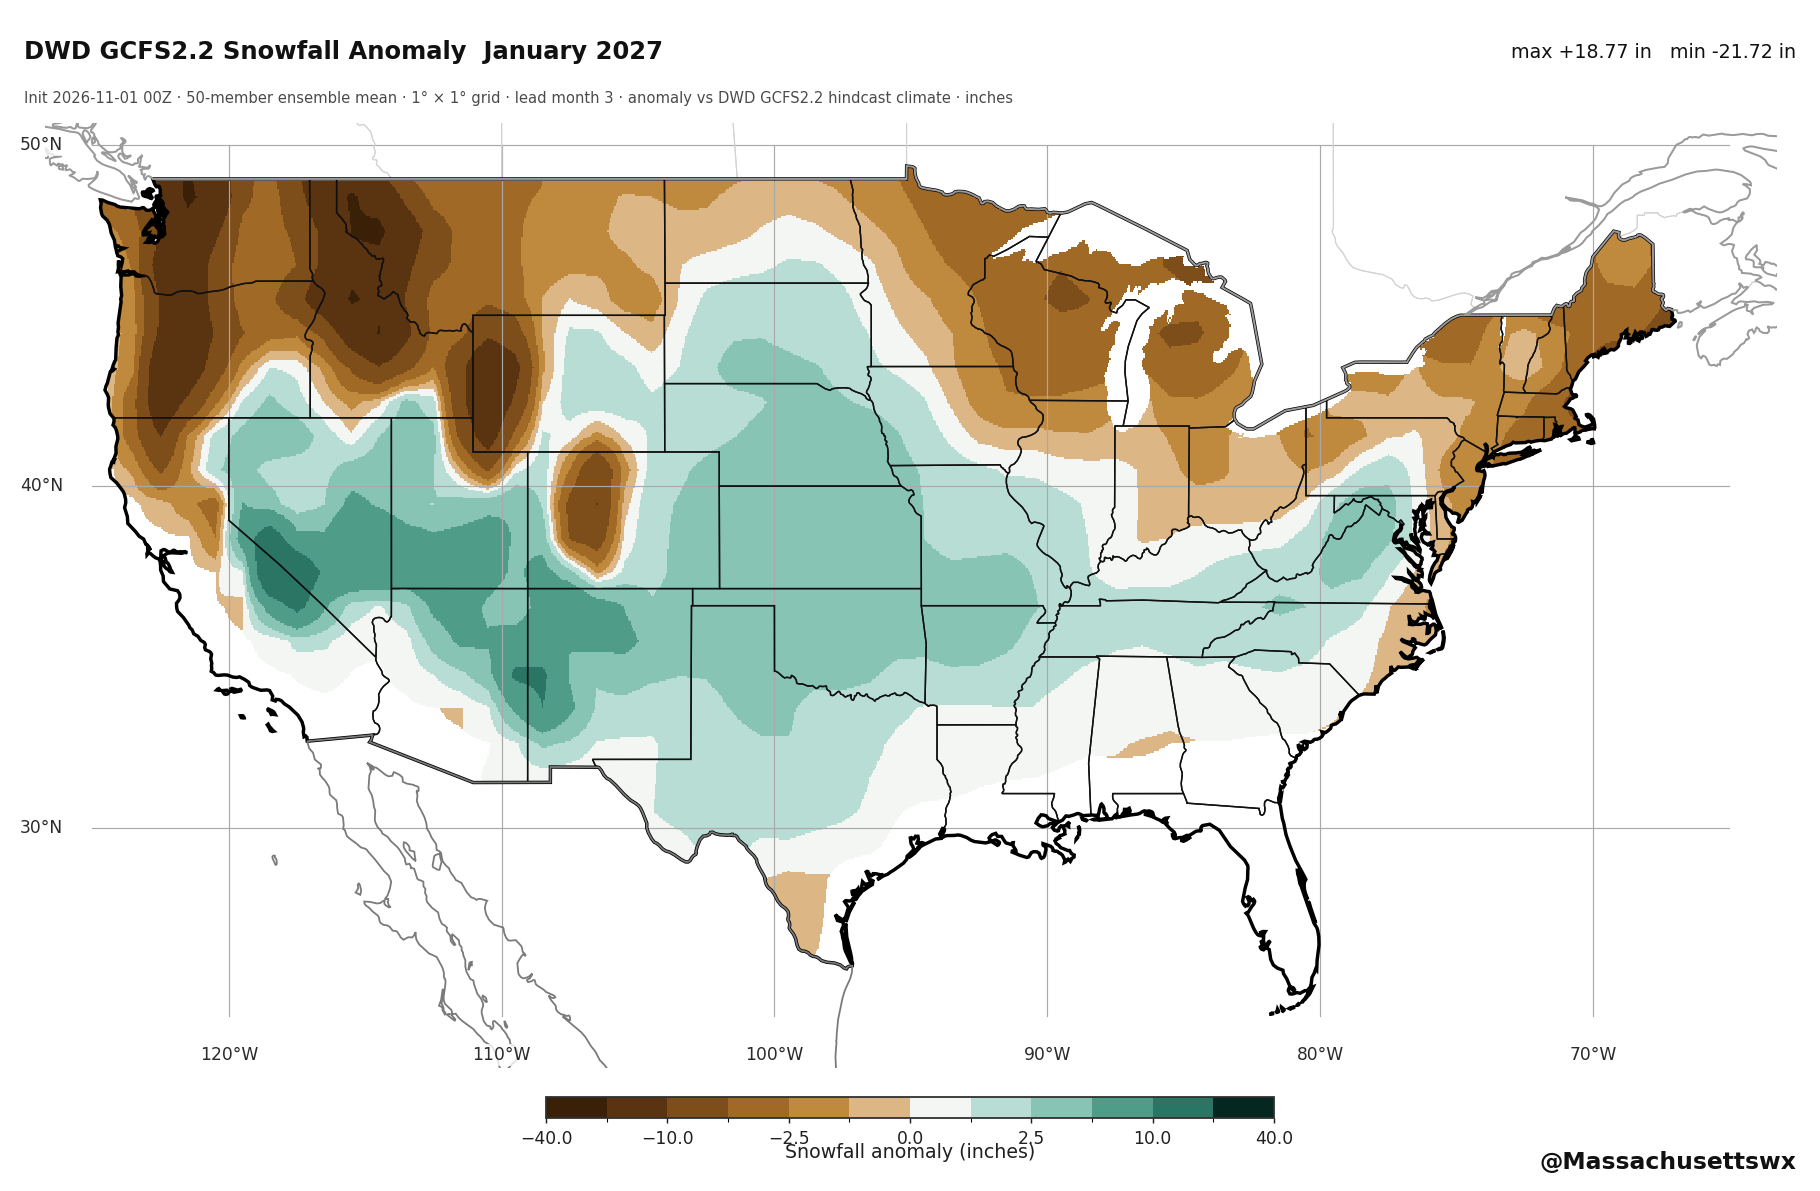 DWD GCFS2.2 Snowfall Anomaly  January 2027
max +18.77 in   min -21.72 in
Init 2026-11-01 00Z · 50-member ensemble mean · 1° × 1° grid · lead month 3 · anomaly vs DWD GCFS2.2 hindcast climate · inches
50°N
40°N
30°N
120°W 110°W 100°W 90°W 80°W 70°W
−40.0 −10.0 −2.5 0.0 2.5 10.0 40.0
Snowfall anomaly (inches)
@Massachusettswx